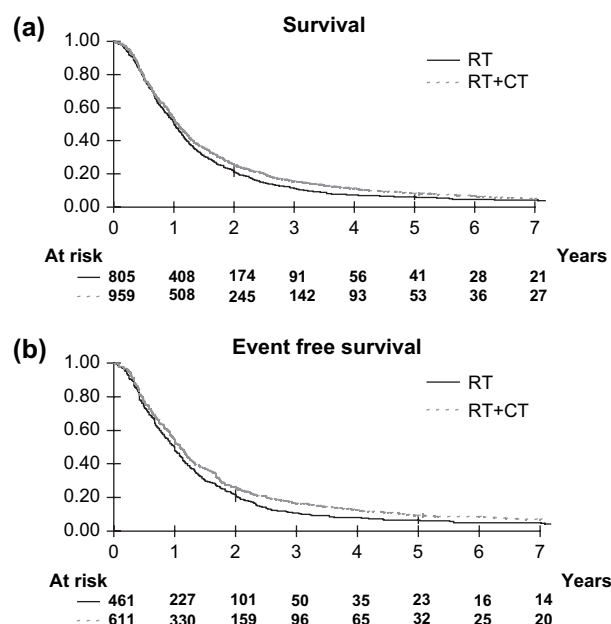 (a) Survival
1.00
0.80
0.60
0.40
0.20
0.00
RT
RT+CT
0 1 2 3 4 5 6 7
At risk Years
805 408 174 91 56 41 28 21
959 508 245 142 93 53 36 27
(b) Event free survival
1.00
0.80
0.60
0.40
0.20
0.00
RT
RT+CT
0 1 2 3 4 5 6 7
At risk Years
461 227 101 50 35 23 16 14
611 330 159 96 65 32 25 20